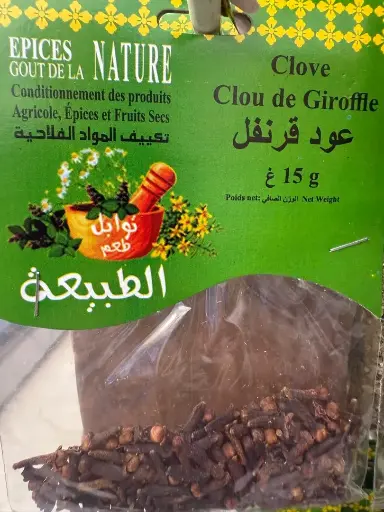 EPICES
GOUT DE LA NATURE
Conditionnement des produits
Agricole, Épices et Fruits Secs
تكييف المواد الفلاحية
توابل
طعم
الطبيعة
Clove
Clou de Giroffle
عود قرنفل
15 g غ
Poids net: الوزن الصافي Net Weight